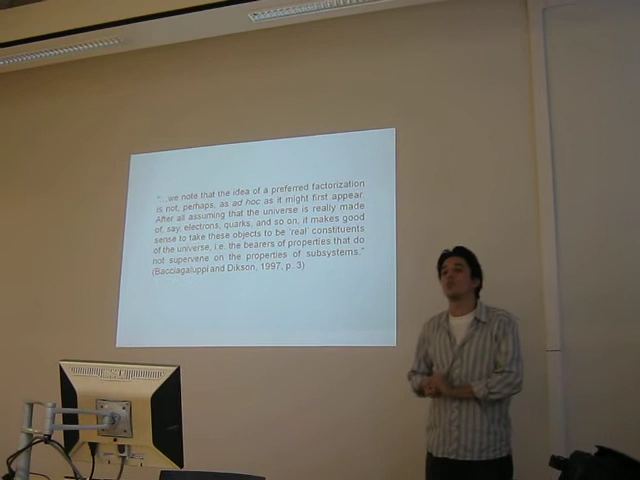 "...we note that the idea of a preferred factorization
is not, perhaps, as ad hoc as it might first appear.
After all assuming that the universe is really made
of, say, electrons, quarks, and so on, it makes good
sense to take these objects to be 'real' constituents
of the universe, i.e. the bearers of properties that do
not supervene on the properties of subsystems."
(Bacciagaluppi and Dikson, 1997, p. 3)